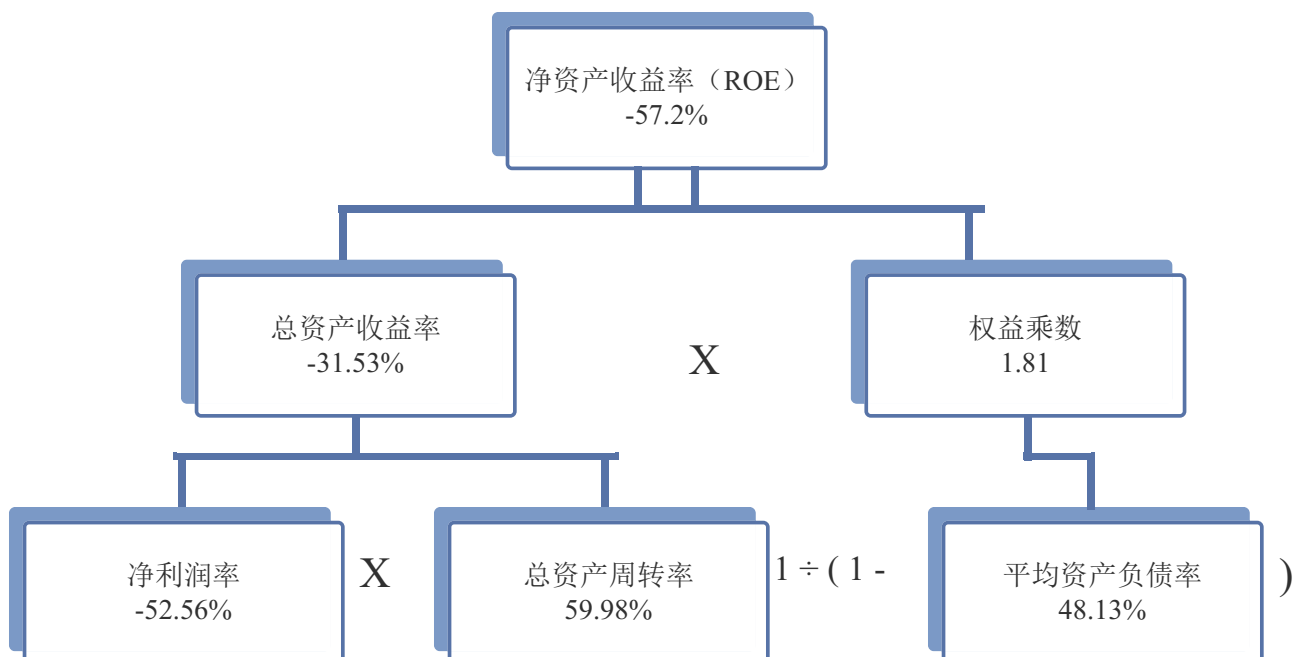 净资产收益率（ROE）
-57.2%
总资产收益率
-31.53%
X
权益乘数
1.81
净利润率
-52.56%
X
总资产周转率
59.98%
1 ÷ ( 1 -
平均资产负债率
48.13%
)